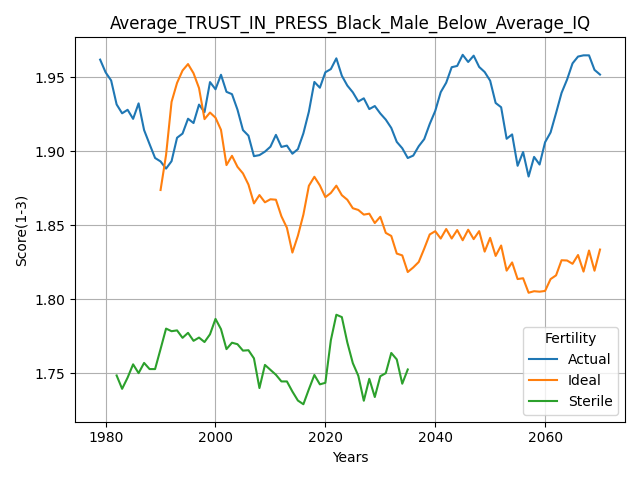 Average_TRUST_IN_PRESS_Black_Male_Below_Average_IQ
Score(1-3)
1.95
1.90
1.85
1.80
1.75
1980
2000
2020
2040
2060
Years
Fertility
Actual
Ideal
Sterile